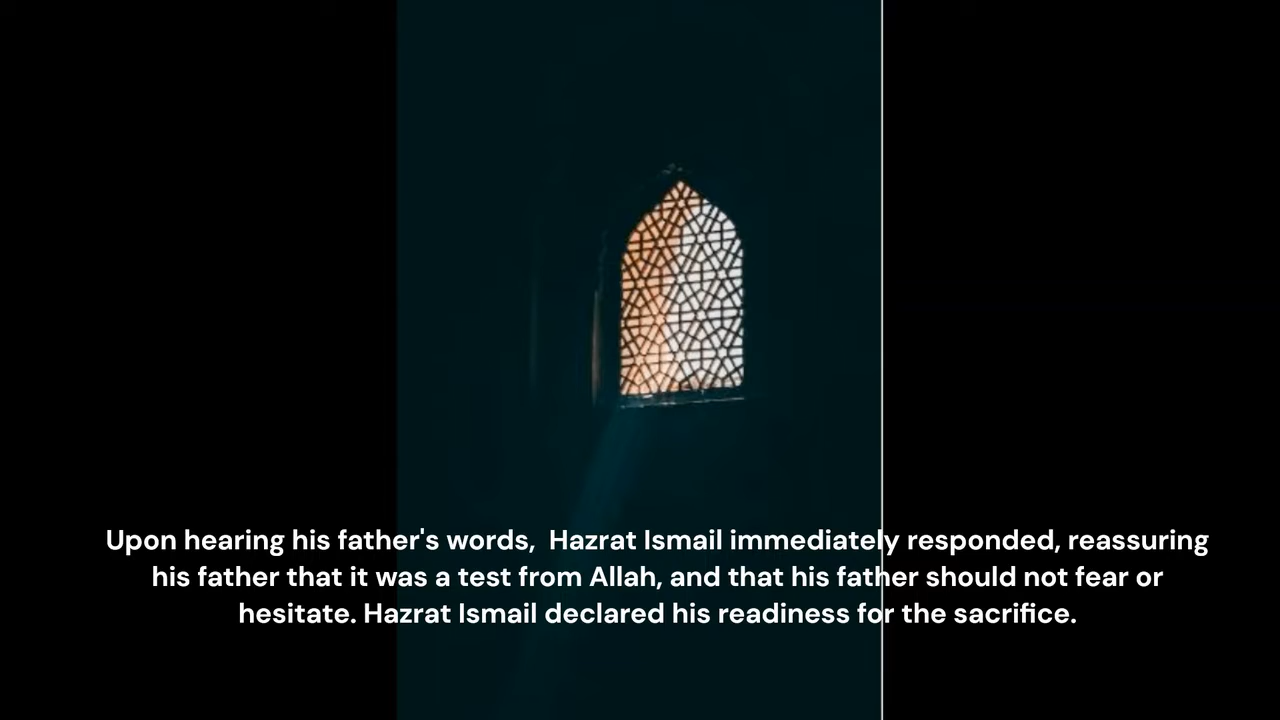 Upon hearing his father's words,  Hazrat Ismail immediately responded, reassuring
his father that it was a test from Allah, and that his father should not fear or
hesitate. Hazrat Ismail declared his readiness for the sacrifice.